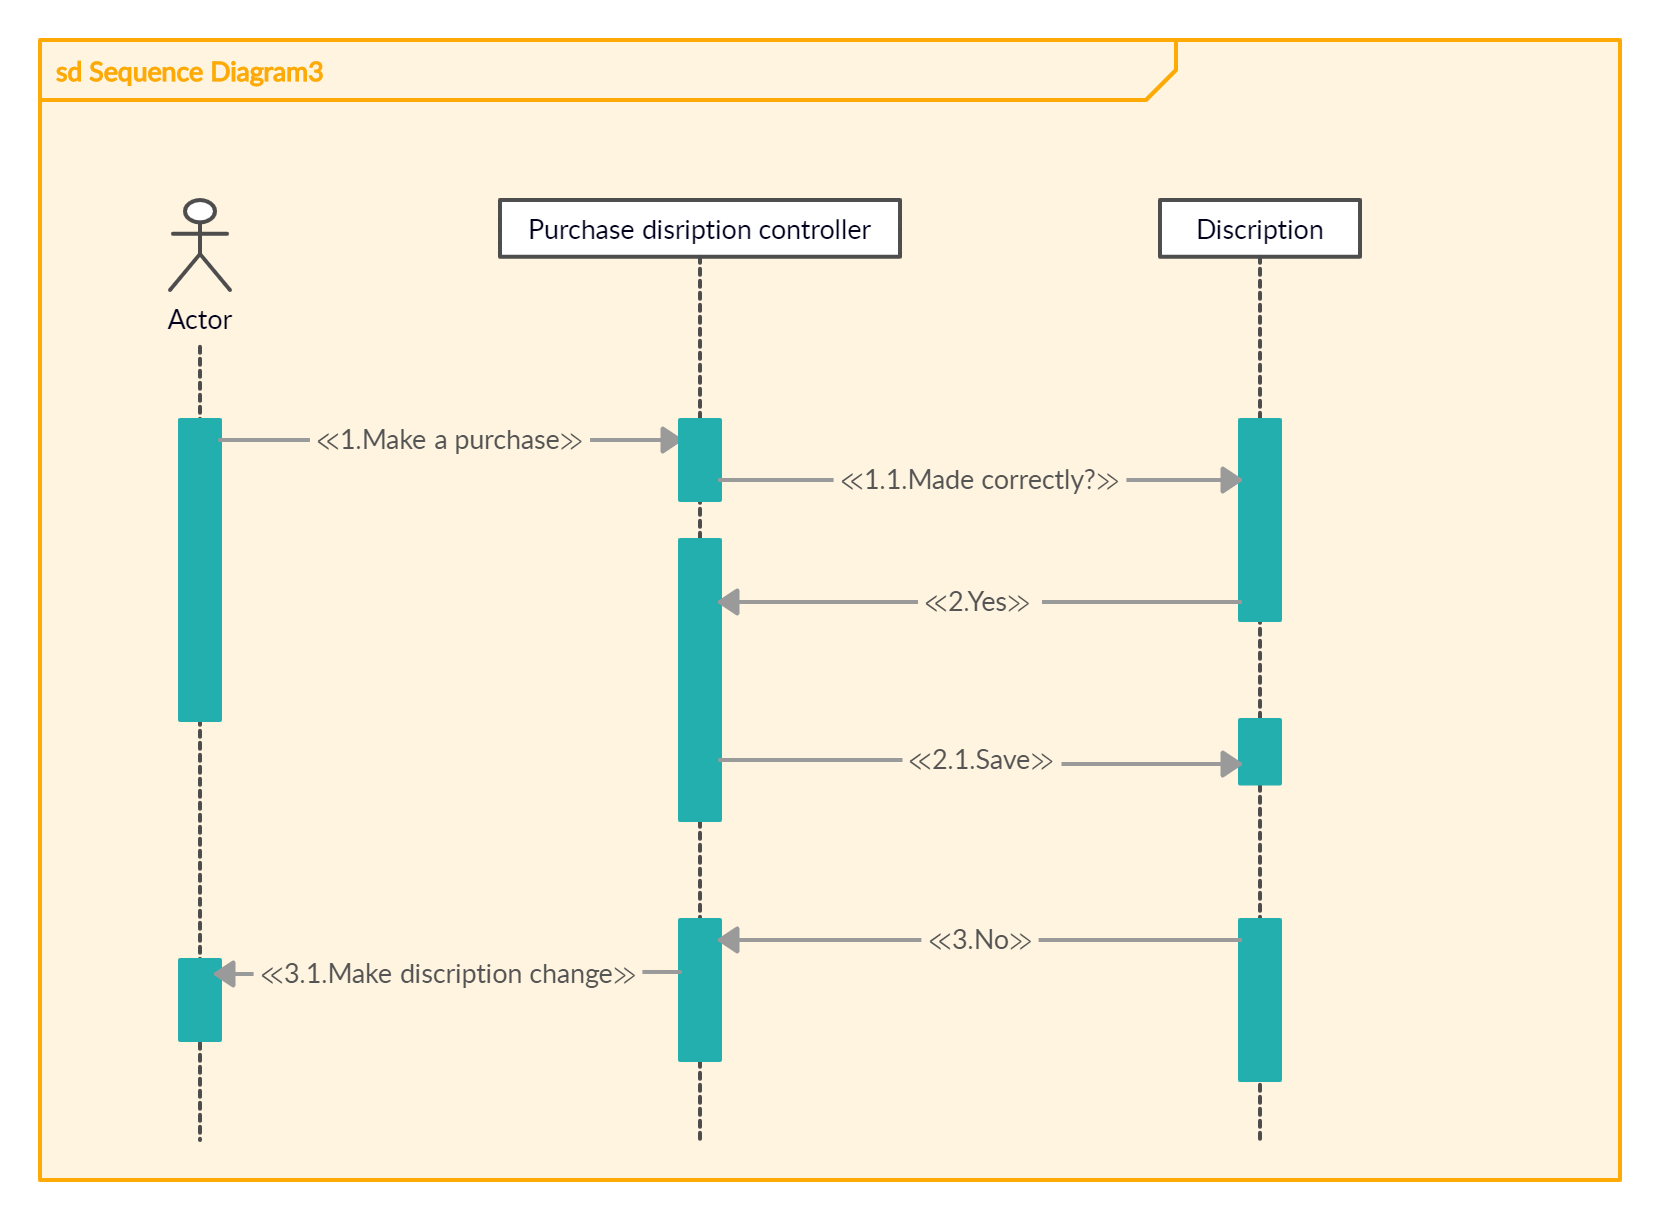 sd Sequence Diagram3
Purchase disription controller
Discription
Actor
≪1.Make a purchase≫
≪1.1.Made correctly?≫
≪2.Yes≫
≪2.1.Save≫
≪3.No≫
≪3.1.Make discription change≫